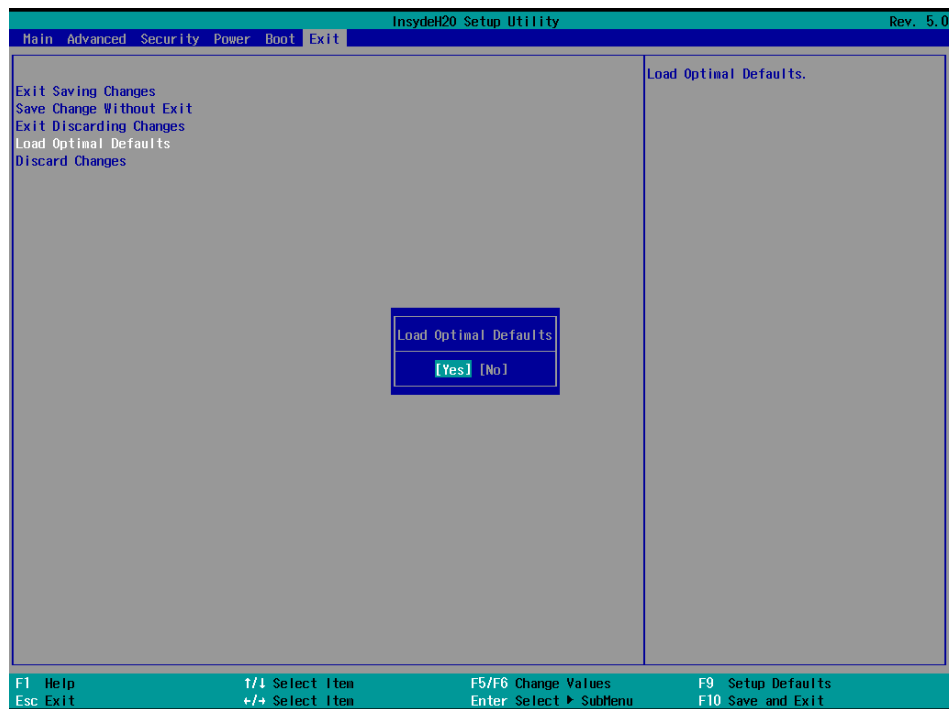 InsydeH20 Setup Utility Rev. 5.0
Main Advanced Security Power Boot Exit
Exit Saving Changes
Save Change Without Exit
Exit Discarding Changes
Load Optimal Defaults
Discard Changes
Load Optimal Defaults.
Load Optimal Defaults
[Yes] [No]
F1 Help ↑/↓ Select Item F5/F6 Change Values F9 Setup Defaults
Esc Exit ←/→ Select Item Enter Select ▶ SubMenu F10 Save and Exit